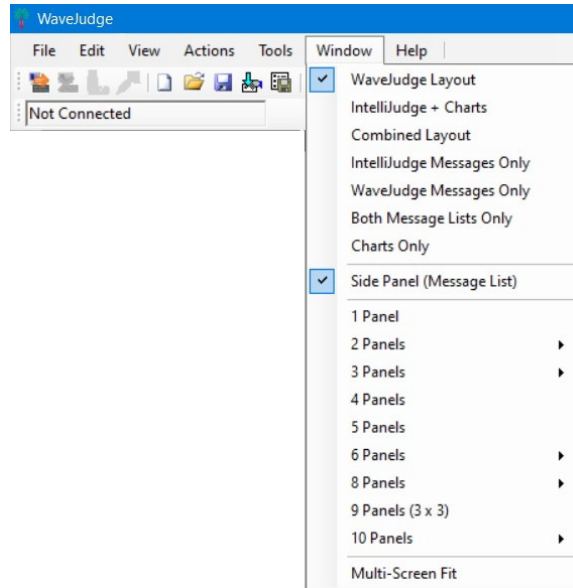 WaveJudge
File Edit View Actions Tools Window Help
Not Connected
WaveJudge Layout
IntelliJudge + Charts
Combined Layout
IntelliJudge Messages Only
WaveJudge Messages Only
Both Message Lists Only
Charts Only
Side Panel (Message List)
1 Panel
2 Panels
3 Panels
4 Panels
5 Panels
6 Panels
8 Panels
9 Panels (3 x 3)
10 Panels
Multi-Screen Fit